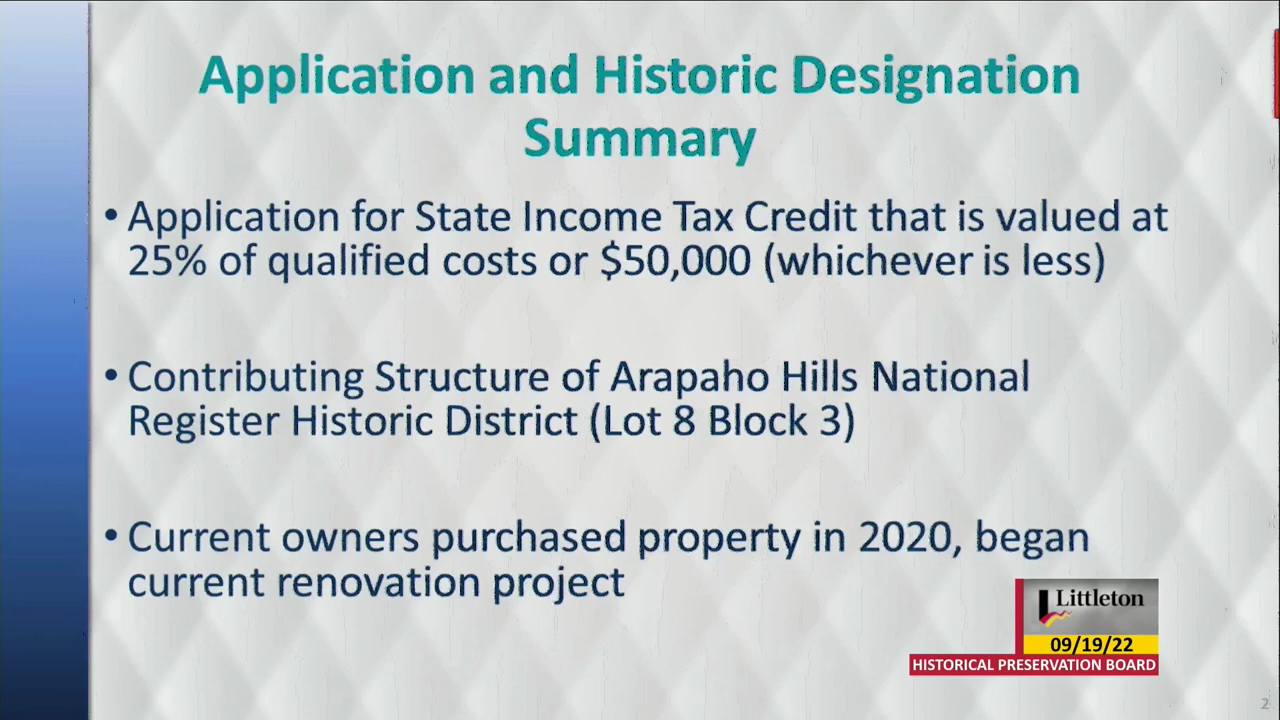 Application and Historic Designation
Summary
• Application for State Income Tax Credit that is valued at
25% of qualified costs or $50,000 (whichever is less)
• Contributing Structure of Arapaho Hills National
Register Historic District (Lot 8 Block 3)
• Current owners purchased property in 2020, began
current renovation project
Littleton
09/19/22
HISTORICAL PRESERVATION BOARD
2